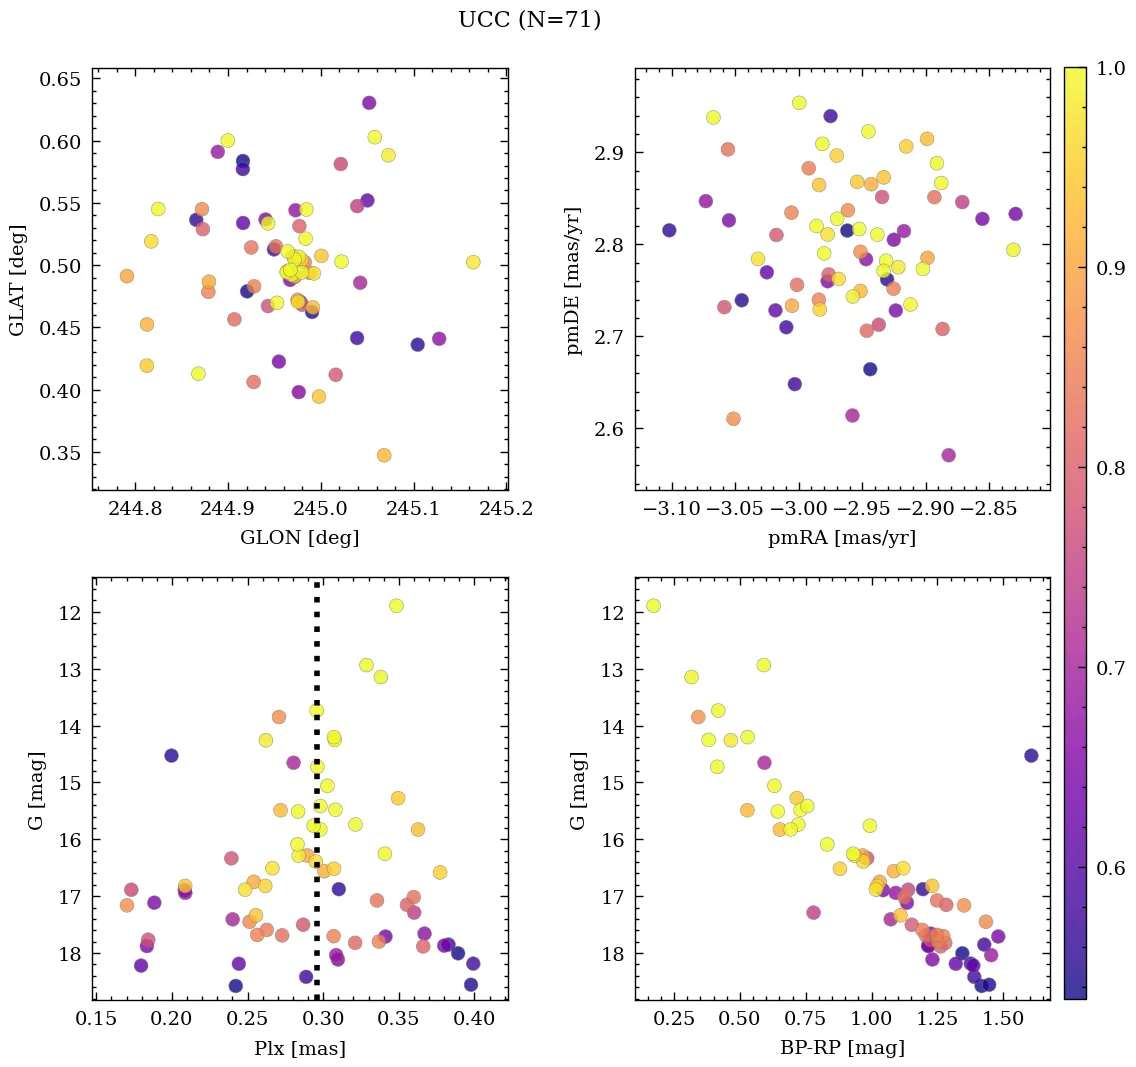 UCC (N=71)
0.65
0.60
0.55
0.50
0.45
0.40
0.35
GLAT [deg]
244.8 244.9 245.0 245.1 245.2
GLON [deg]
2.9
2.8
2.7
2.6
pmDE [mas/yr]
−3.10 −3.05 −3.00 −2.95 −2.90 −2.85
pmRA [mas/yr]
12
13
14
15
16
17
18
G [mag]
0.15 0.20 0.25 0.30 0.35 0.40
Plx [mas]
12
13
14
15
16
17
18
G [mag]
0.25 0.50 0.75 1.00 1.25 1.50
BP-RP [mag]
1.0
0.9
0.8
0.7
0.6